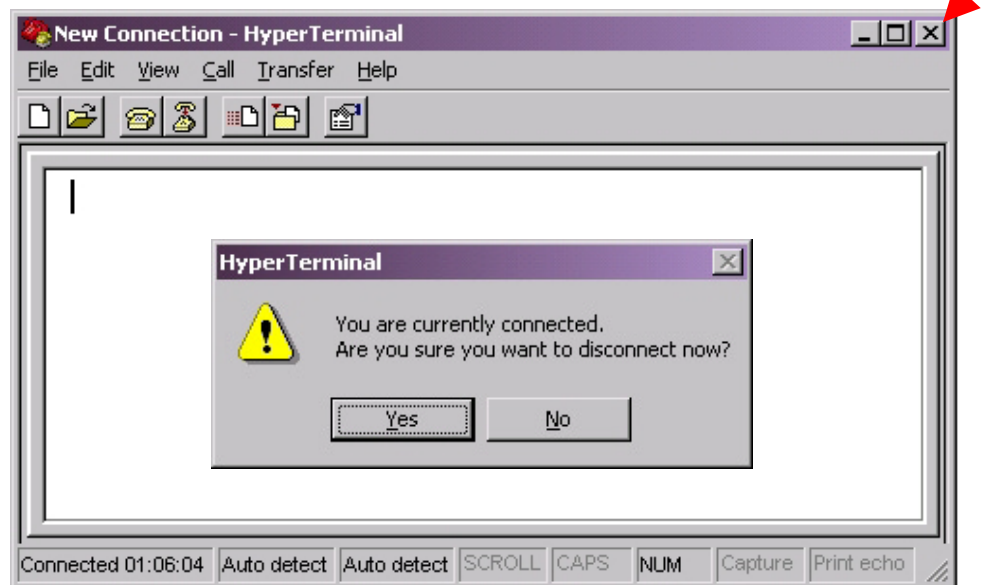 New Connection - HyperTerminal
File Edit View Call Transfer Help
HyperTerminal
You are currently connected.
Are you sure you want to disconnect now?
Yes No
Connected 01:06:04 Auto detect Auto detect SCROLL CAPS NUM Capture Print echo